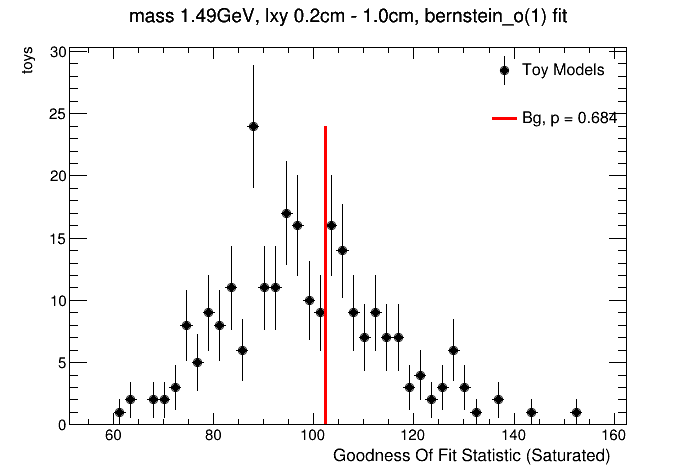 mass 1.49GeV, lxy 0.2cm - 1.0cm, bernstein_o(1) fit
toys
30
25
20
15
10
5
0
Toy Models
Bg, p = 0.684
60 80 100 120 140 160
Goodness Of Fit Statistic (Saturated)